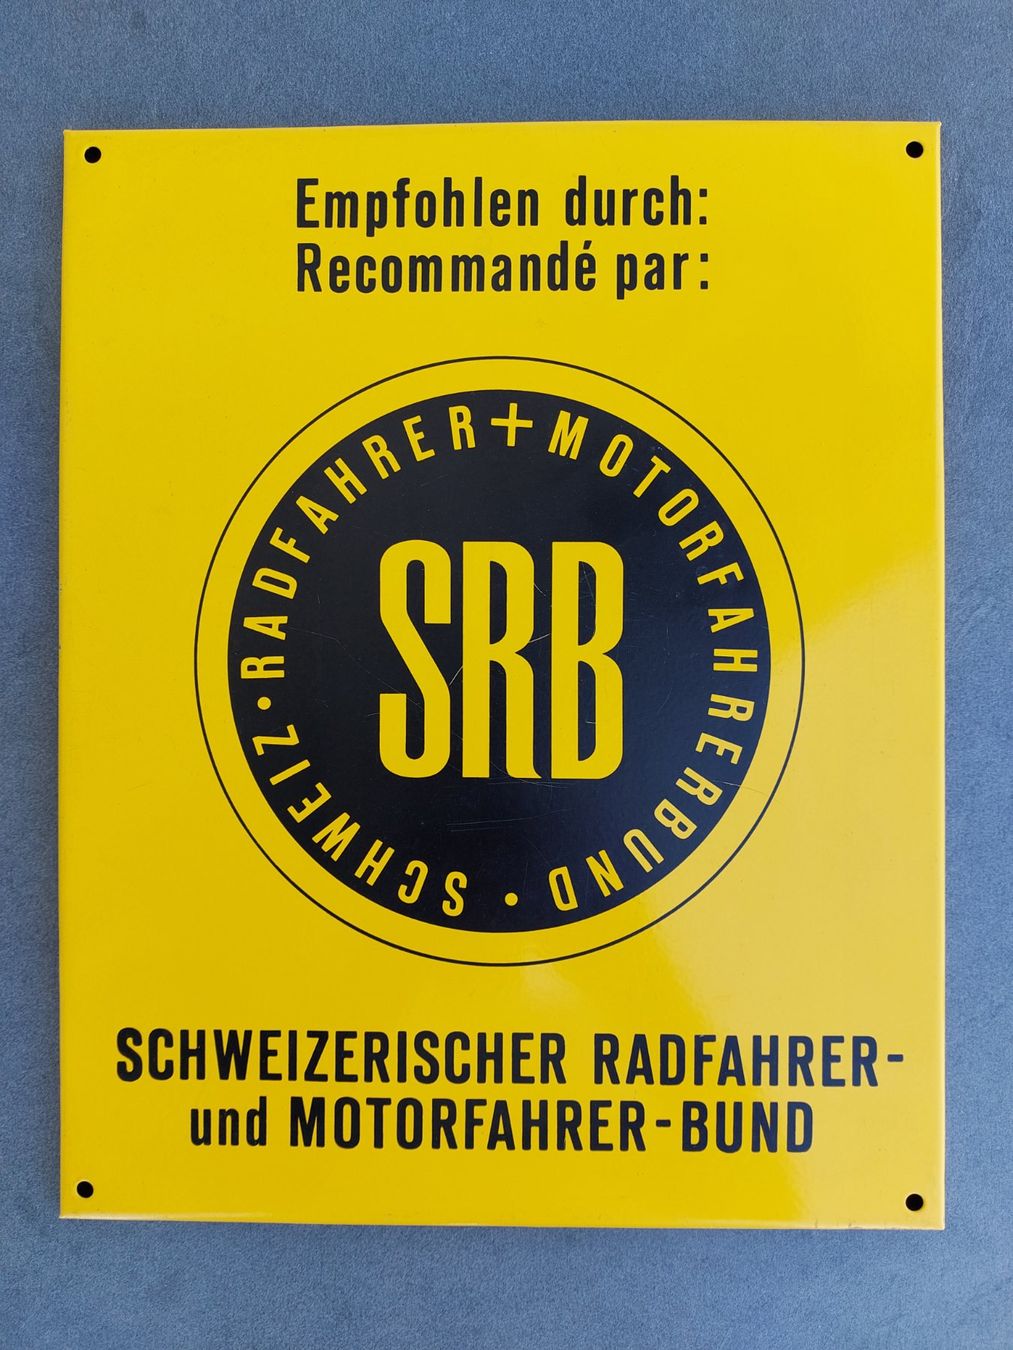 Empfohlen durch:
Recommandé par:
SCHWEIZ · RADFAHRER + MOTORFAHRERBUND ·
SRB
SCHWEIZERISCHER RADFAHRER-
und MOTORFAHRER-BUND